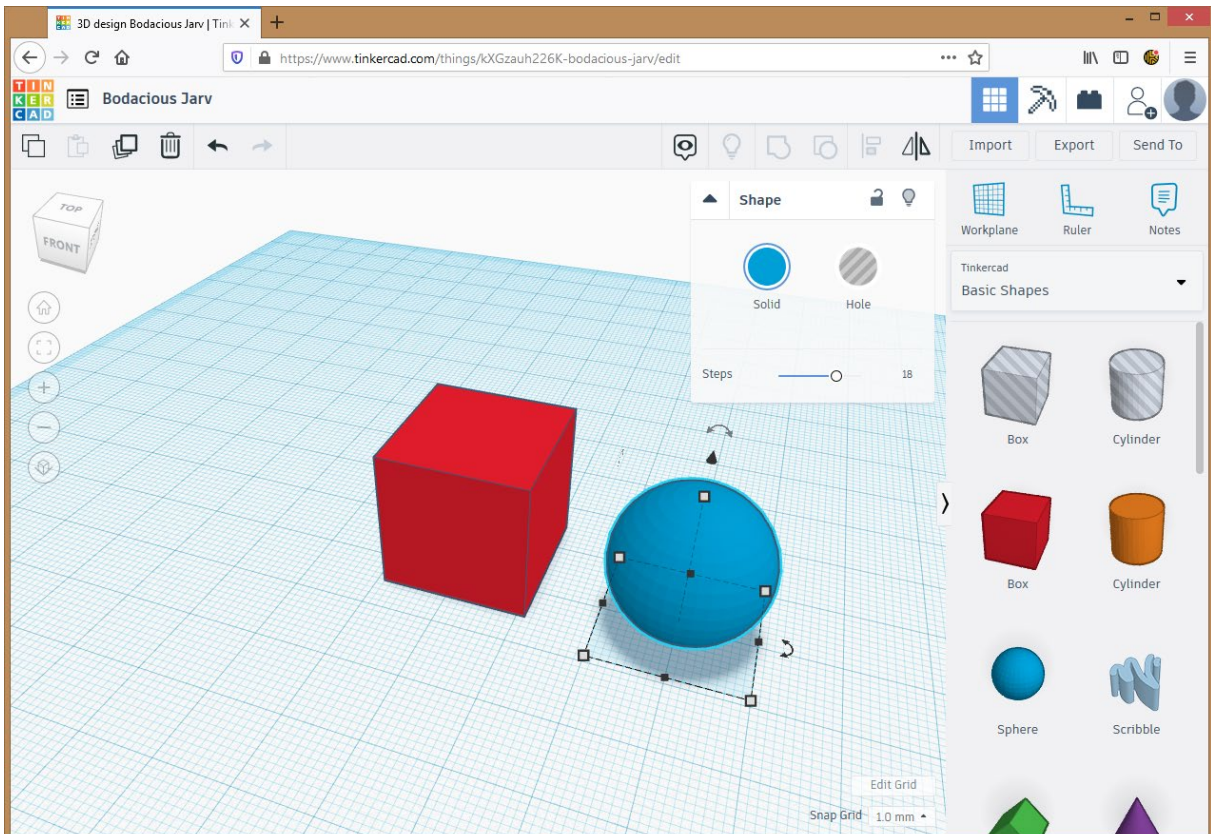 3D design Bodacious Jarv | Tink
https://www.tinkercad.com/things/kXGzauh226K-bodacious-jarv/edit
TIN
KER
CAD
Bodacious Jarv
Import Export Send To
TOP
FRONT
Shape
Solid Hole
Steps 18
Workplane Ruler Notes
Tinkercad
Basic Shapes
Box Cylinder
Box Cylinder
Sphere Scribble
Edit Grid
Snap Grid 1.0 mm